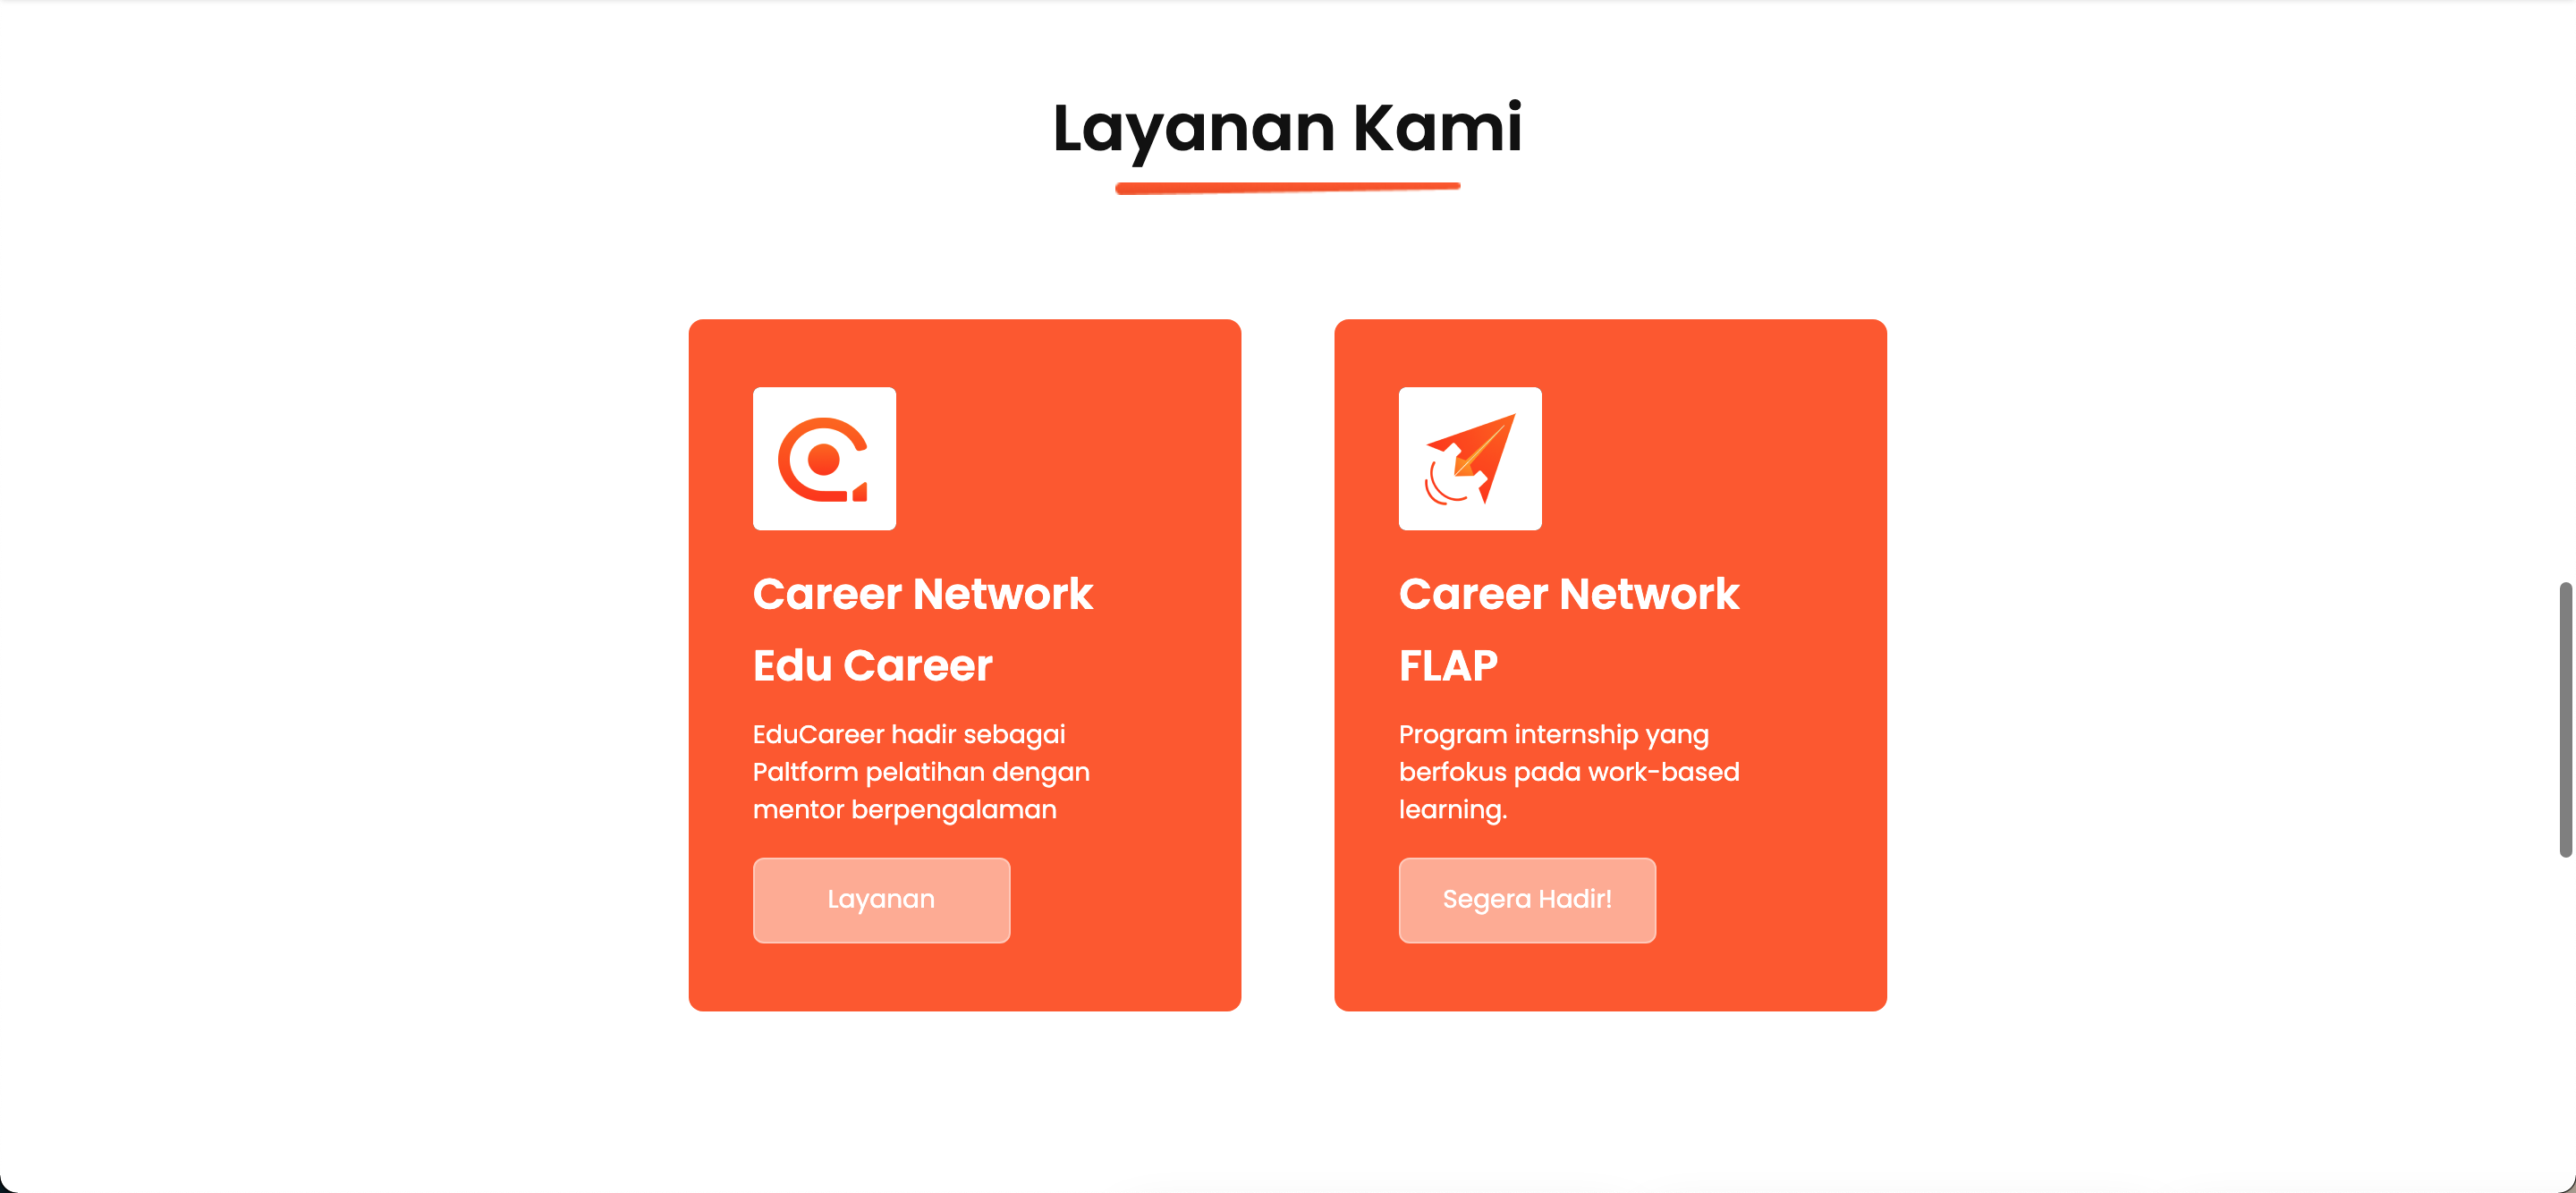 Layanan Kami
Career Network
Edu Career
EduCareer hadir sebagai
Paltform pelatihan dengan
mentor berpengalaman
Layanan
Career Network
FLAP
Program internship yang
berfokus pada work-based
learning.
Segera Hadir!